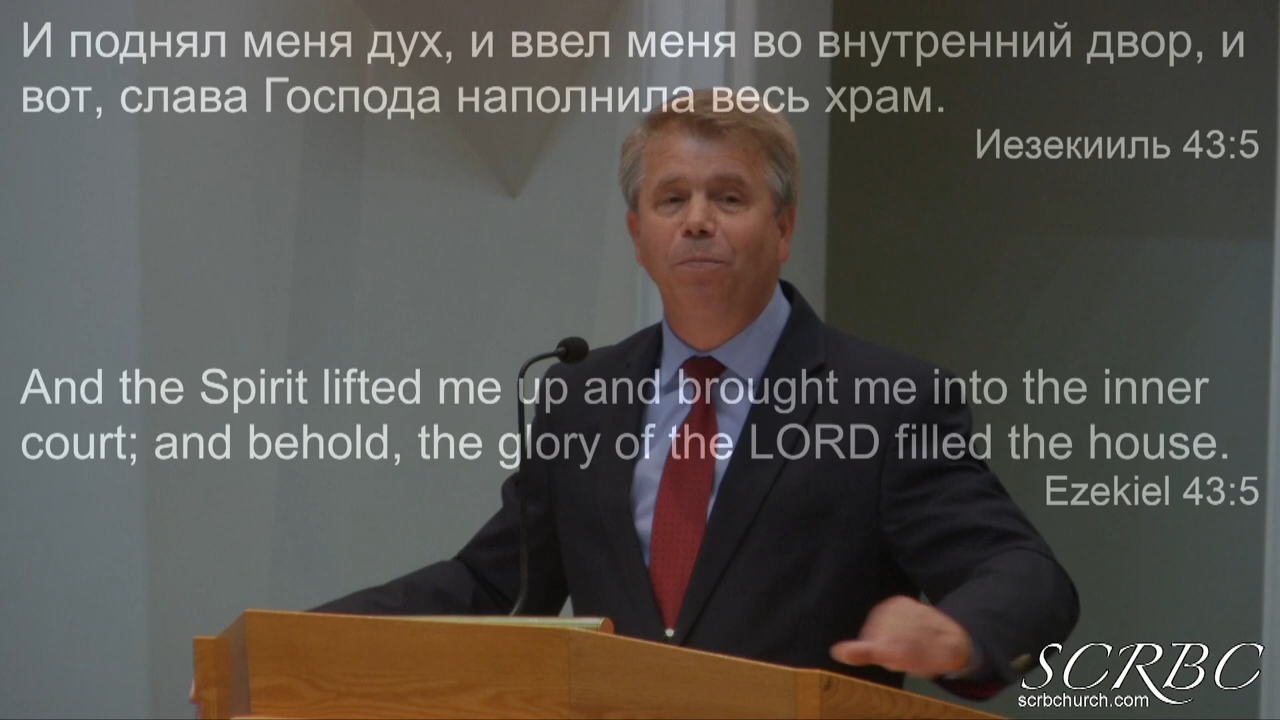 И поднял меня дух, и ввел меня во внутренний двор, и
вот, слава Господа наполнила весь храм.
Иезекииль 43:5
And the Spirit lifted me up and brought me into the inner
court; and behold, the glory of the LORD filled the house.
Ezekiel 43:5
SCRBC
scrbchurch.com